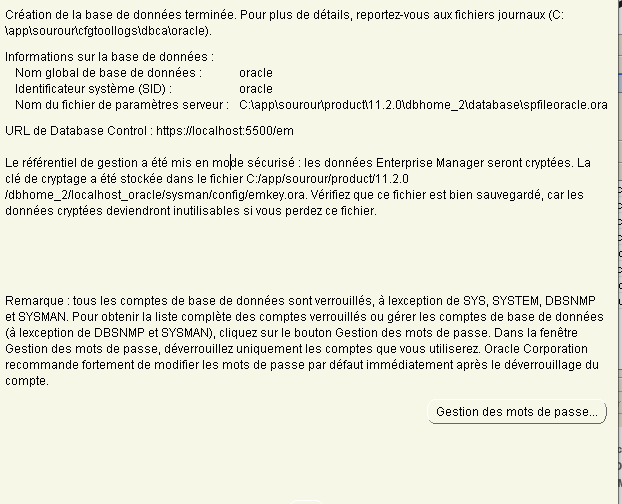 Création de la base de données terminée. Pour plus de détails, reportez-vous aux fichiers journaux (C:
\app\sourour\cfgtoollogs\dbca\oracle).
Informations sur la base de données :
Nom global de base de données : oracle
Identificateur système (SID) : oracle
Nom du fichier de paramètres serveur : C:\app\sourour\product\11.2.0\dbhome_2\database\spfileoracle.ora
URL de Database Control : https://localhost:5500/em
Le référentiel de gestion a été mis en mode sécurisé : les données Enterprise Manager seront cryptées. La
clé de cryptage a été stockée dans le fichier C:/app/sourour/product/11.2.0
/dbhome_2/localhost_oracle/sysman/config/emkey.ora. Vérifiez que ce fichier est bien sauvegardé, car les
données cryptées deviendront inutilisables si vous perdez ce fichier.
Remarque : tous les comptes de base de données sont verrouillés, à lexception de SYS, SYSTEM, DBSNMP
et SYSMAN. Pour obtenir la liste complète des comptes verrouillés ou gérer les comptes de base de données
(à lexception de DBSNMP et SYSMAN), cliquez sur le bouton Gestion des mots de passe. Dans la fenêtre
Gestion des mots de passe, déverrouillez uniquement les comptes que vous utiliserez. Oracle Corporation
recommande fortement de modifier les mots de passe par défaut immédiatement après le déverrouillage du
compte.
Gestion des mots de passe...